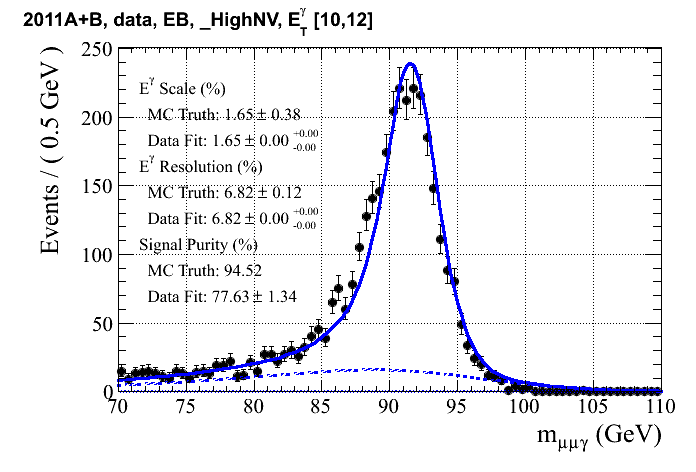 2011A+B, data, EB, _HighNV, E_T^γ [10,12]
Events / ( 0.5 GeV )
250
200
150
100
50
0
E^γ Scale (%)
MC Truth: 1.65 ± 0.38
Data Fit: 1.65 ± 0.00 +0.00 -0.00
E^γ Resolution (%)
MC Truth: 6.82 ± 0.12
Data Fit: 6.82 ± 0.00 +0.00 -0.00
Signal Purity (%)
MC Truth: 94.52
Data Fit: 77.63 ± 1.34
70 75 80 85 90 95 100 105 110
m_μμγ (GeV)